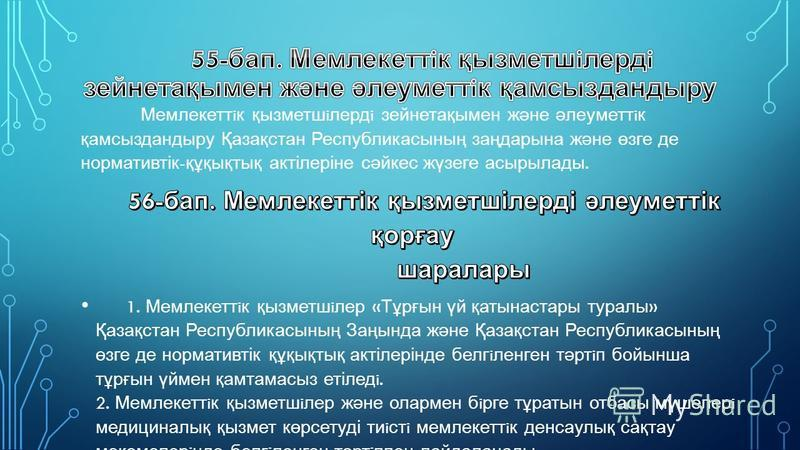 55-бап. Мемлекеттік қызметшілерді
зейнетақымен және әлеуметтік қамсыздандыру
Мемлекеттік қызметшілерді зейнетақымен және әлеуметтік
қамсыздандыру Қазақстан Республикасының заңдарына және өзге де
нормативтік-құқықтық актілеріне сәйкес жүзеге асырылады.
56-бап. Мемлекеттік қызметшілерді әлеуметтік
қорғау
шаралары
• 1. Мемлекеттік қызметшілер «Тұрғын үй қатынастары туралы»
Қазақстан Республикасының Заңында және Қазақстан Республикасының
өзге де нормативтік құқықтық актілерінде белгіленген тәртіп бойынша
тұрғын үймен қамтамасыз етіледі.
2. Мемлекеттік қызметшілер және олармен бірге тұратын отбасы мүшелері
медициналық қызмет көрсетуді тиісті мемлекеттік денсаулық сақтау
MyShared